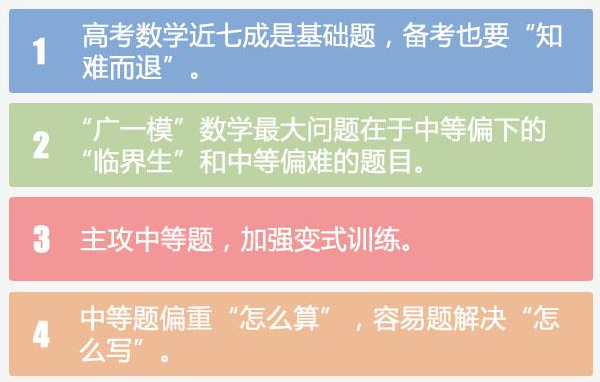 1
高考数学近七成是基础题，备考也要“知
难而退”。
2
“广一模”数学最大问题在于中等偏下的
“临界生”和中等偏难的题目。
3
主攻中等题，加强变式训练。
4
中等题偏重“怎么算”，容易题解决“怎
么写”。